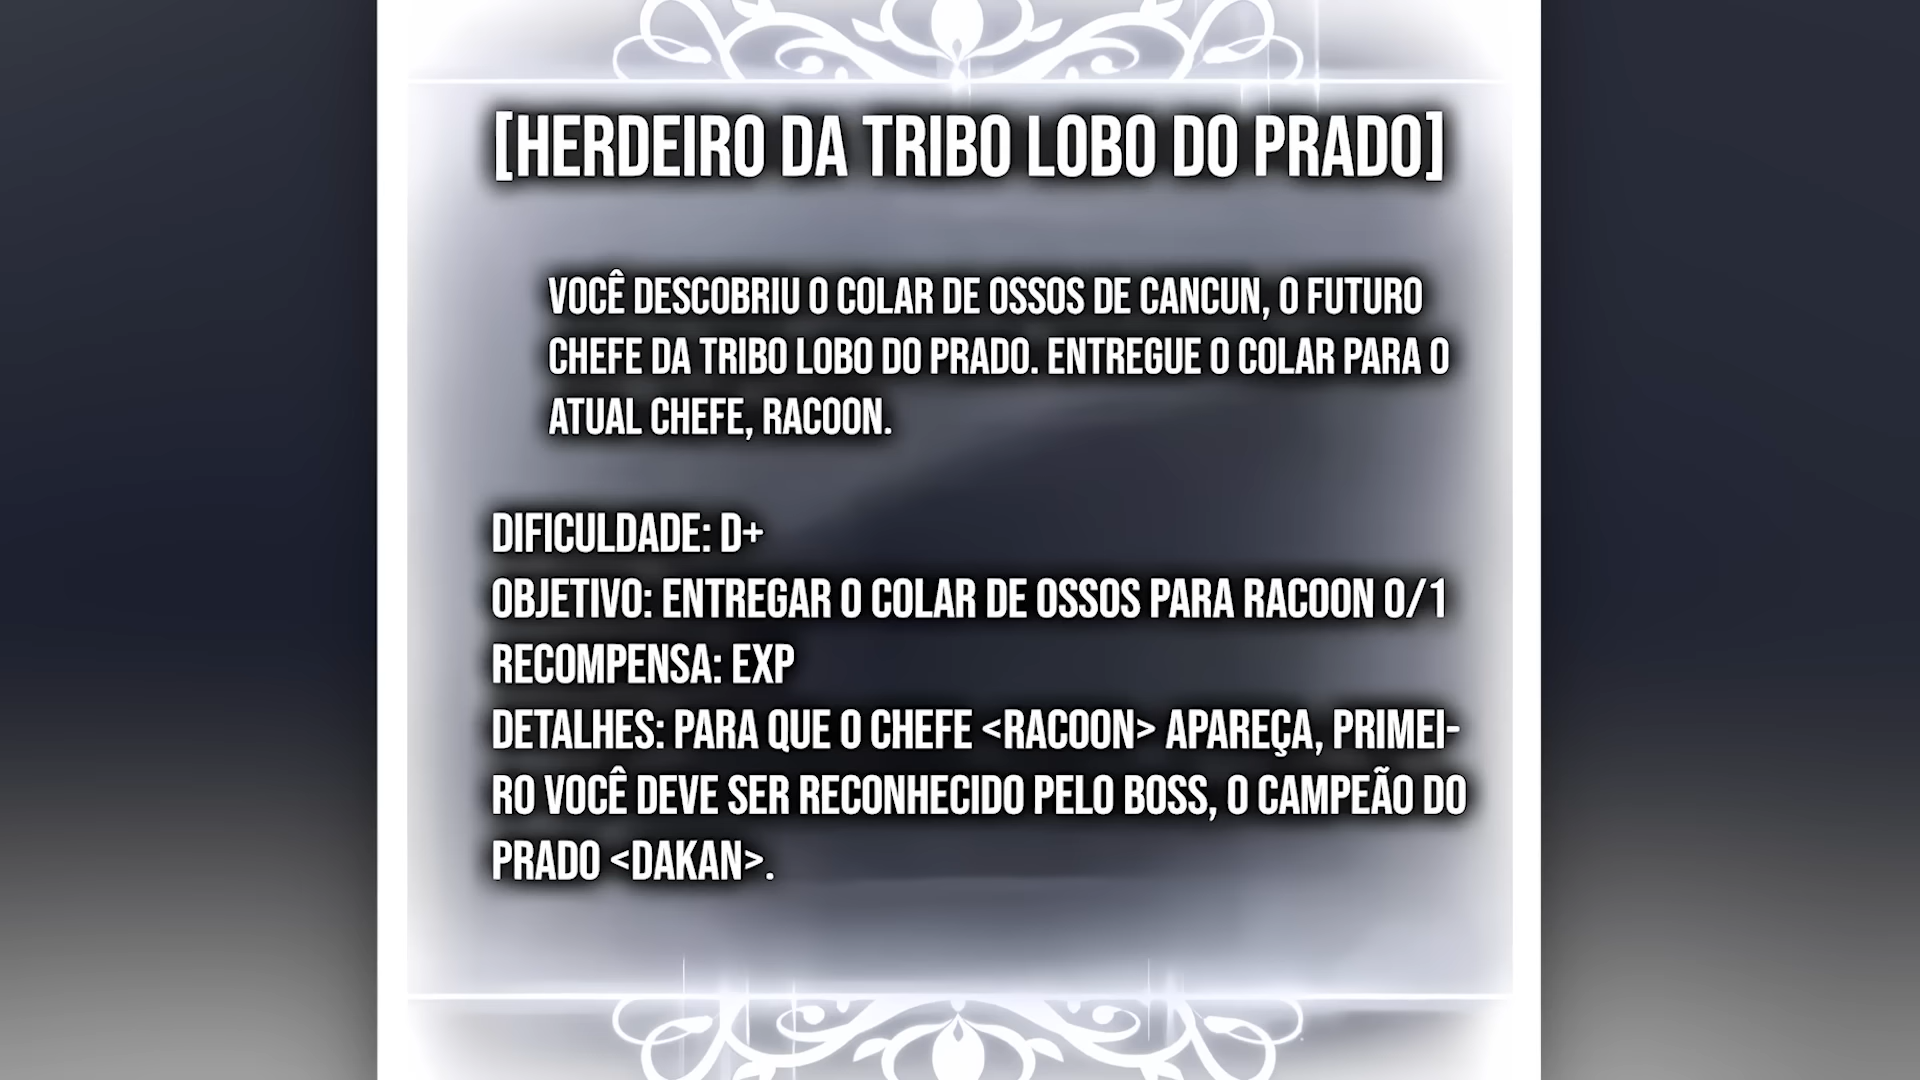 [HERDEIRO DA TRIBO LOBO DO PRADO]
VOCÊ DESCOBRIU O COLAR DE OSSOS DE CANCUN, O FUTURO
CHEFE DA TRIBO LOBO DO PRADO. ENTREGUE O COLAR PARA O
ATUAL CHEFE, RACOON.
DIFICULDADE: D+
OBJETIVO: ENTREGAR O COLAR DE OSSOS PARA RACOON 0/1
RECOMPENSA: EXP
DETALHES: PARA QUE O CHEFE <RACOON> APAREÇA, PRIMEI-
RO VOCÊ DEVE SER RECONHECIDO PELO BOSS, O CAMPEÃO DO
PRADO <DAKAN>.